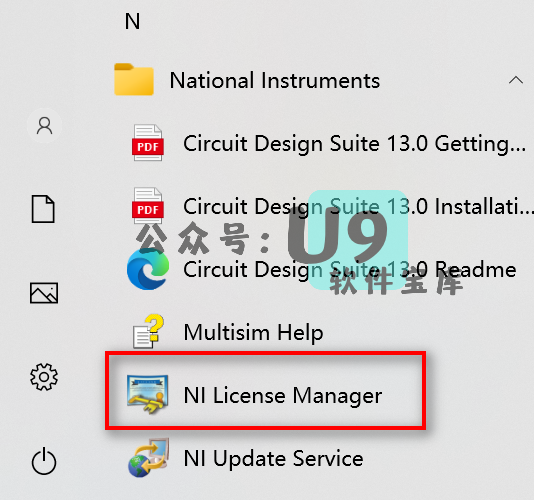 N
National Instruments
PDF
Circuit Design Suite 13.0 Getting...
PDF
Circuit Design Suite 13.0 Installati...
公众号: U9
软件宝库
Circuit Design Suite 13.0 Readme
Multisim Help
NI License Manager
NI Update Service